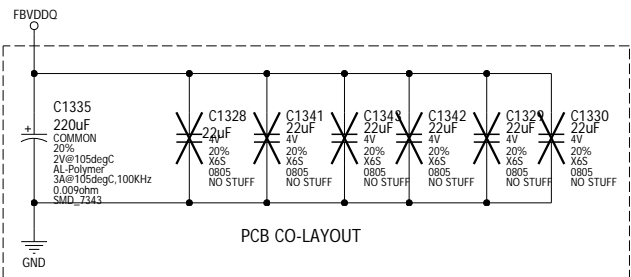 FBVDDQ
C1335
220uF
COMMON
20%
2V@105degC
AL-Polymer
3A@105degC,100KHz
0.009ohm
SMD_7343
C1328
22uF
4V
20%
X6S
0805
NO STUFF
C1341
22uF
4V
20%
X6S
0805
NO STUFF
C1343
22uF
4V
20%
X6S
0805
NO STUFF
C1342
22uF
4V
20%
X6S
0805
NO STUFF
C1329
22uF
4V
20%
X6S
0805
NO STUFF
C1330
22uF
4V
20%
X6S
0805
NO STUFF
PCB CO-LAYOUT
GND